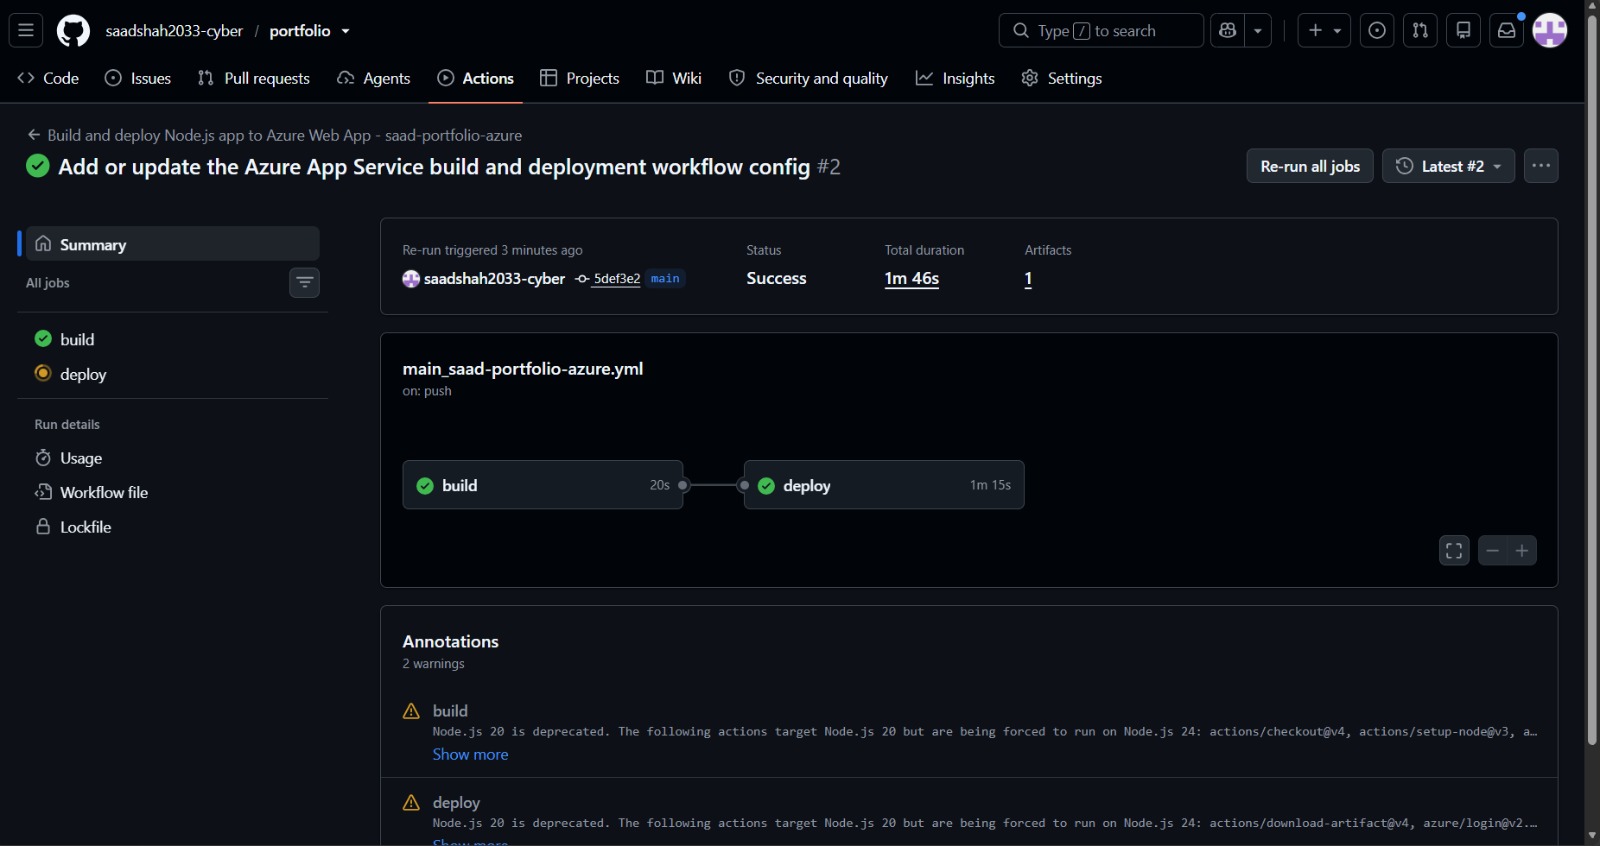 saadshah2033-cyber / portfolio
Type / to search
Code
Issues
Pull requests
Agents
Actions
Projects
Wiki
Security and quality
Insights
Settings
Build and deploy Node.js app to Azure Web App - saad-portfolio-azure
Add or update the Azure App Service build and deployment workflow config #2
Re-run all jobs
Latest #2
Summary
All jobs
build
deploy
Run details
Usage
Workflow file
Lockfile
Re-run triggered 3 minutes ago
saadshah2033-cyber 5def3e2 main
Status
Success
Total duration
1m 46s
Artifacts
1
main_saad-portfolio-azure.yml
on: push
build 20s
deploy 1m 15s
Annotations
2 warnings
build
Node.js 20 is deprecated. The following actions target Node.js 20 but are being forced to run on Node.js 24: actions/checkout@v4, actions/setup-node@v3, a…
Show more
deploy
Node.js 20 is deprecated. The following actions target Node.js 20 but are being forced to run on Node.js 24: actions/download-artifact@v4, azure/login@v2.…
Show more